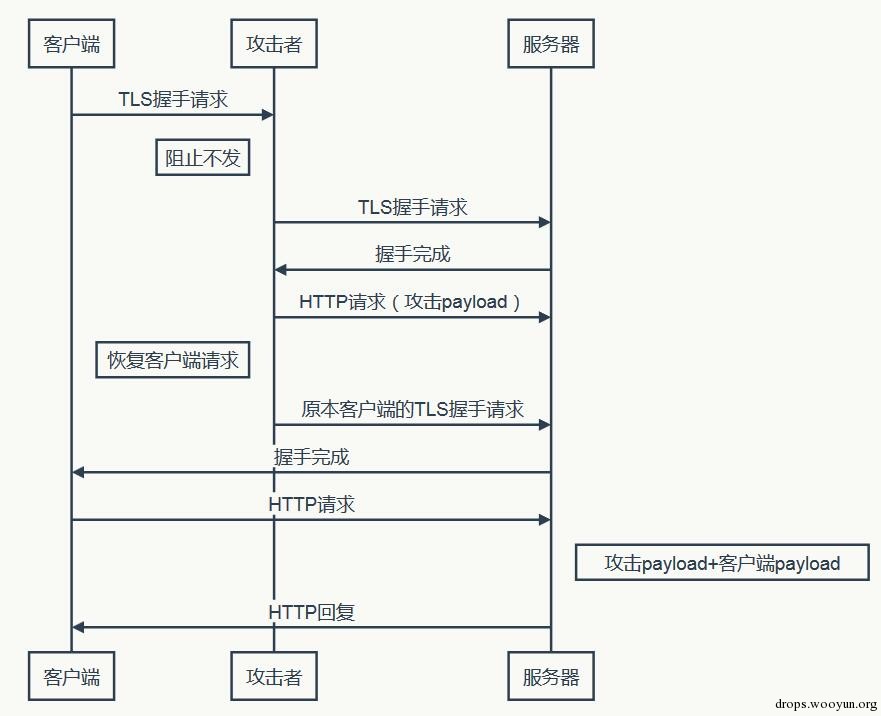 客户端
攻击者
服务器
TLS握手请求
阻止不发
TLS握手请求
握手完成
HTTP请求（攻击payload）
恢复客户端请求
原本客户端的TLS握手请求
握手完成
HTTP请求
攻击payload+客户端payload
HTTP回复
客户端
攻击者
服务器
drops.wooyun.org